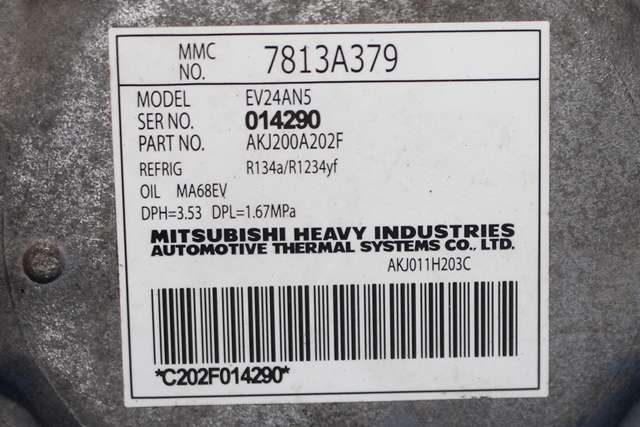 MMC NO. 7813A379
MODEL EV24AN5
SER NO. 014290
PART NO. AKJ200A202F
REFRIG R134a/R1234yf
OIL MA68EV
DPH=3.53 DPL=1.67MPa
MITSUBISHI HEAVY INDUSTRIES
AUTOMOTIVE THERMAL SYSTEMS CO., LTD.
AKJ011H203C
*C202F014290*